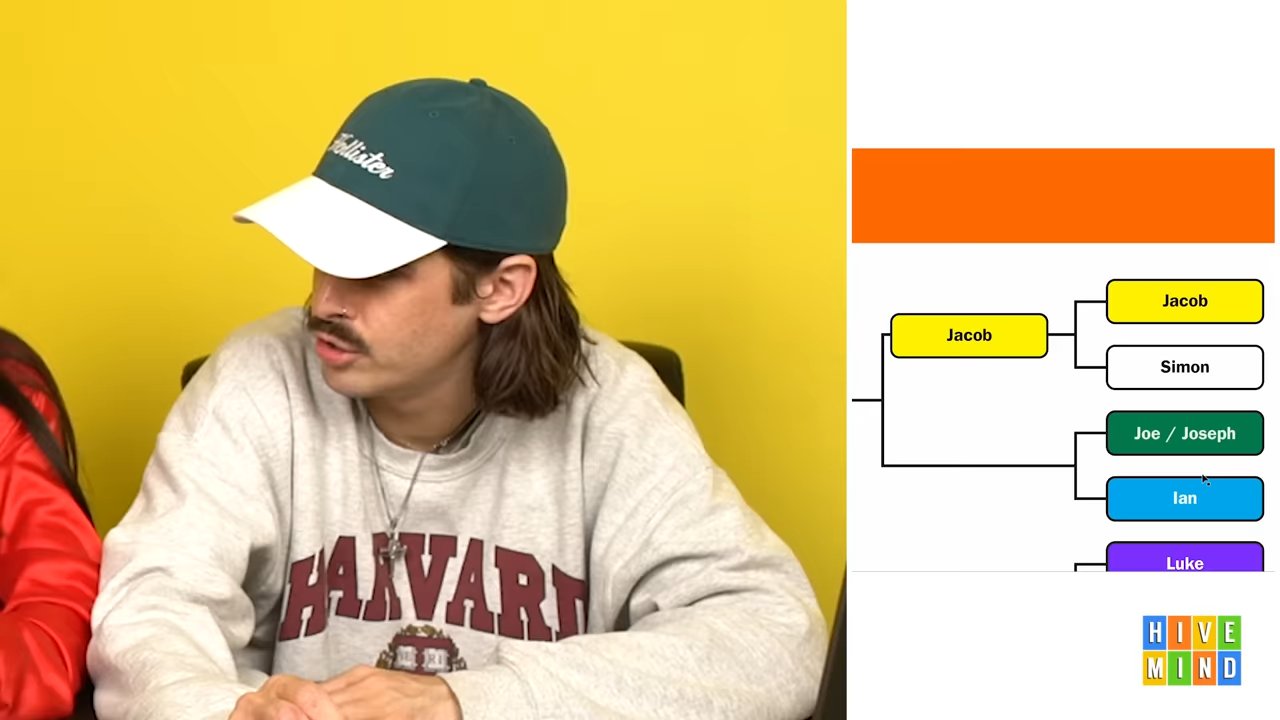 Hollister
HARVARD
Jacob
Jacob
Simon
Joe / Joseph
Ian
Luke
HIVE
MIND